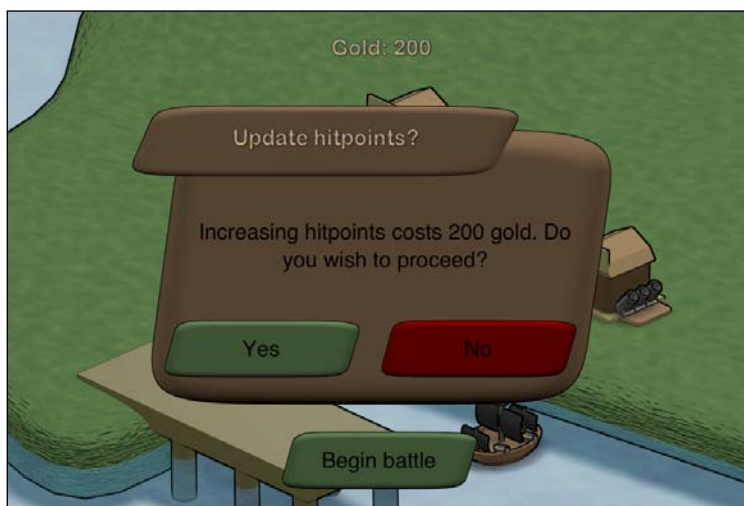 Gold: 200
Update hitpoints?
Increasing hitpoints costs 200 gold. Do
you wish to proceed?
Yes
No
Begin battle